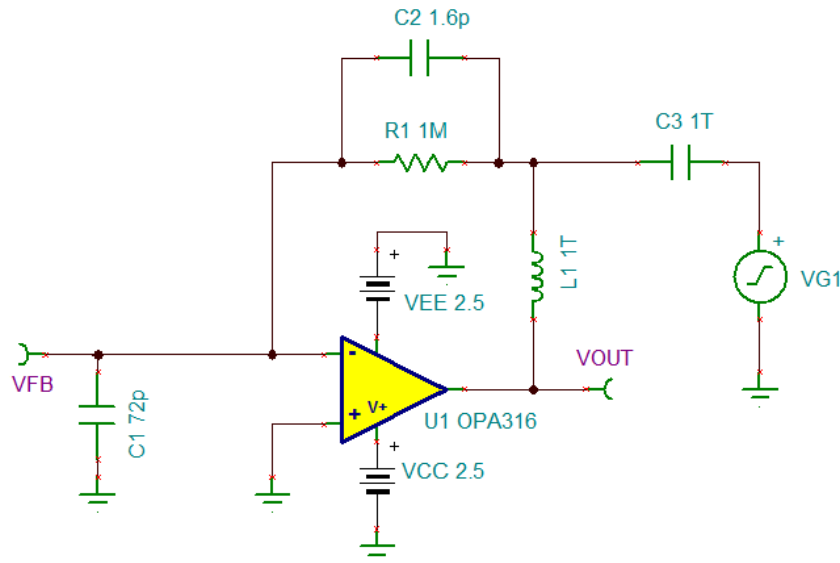 C2 1.6p
R1 1M
C3 1T
L1 1T
+
VG1
+
VEE 2.5
VFB
C1 72p
-
+
V+
U1 OPA316
VOUT
+
VCC 2.5